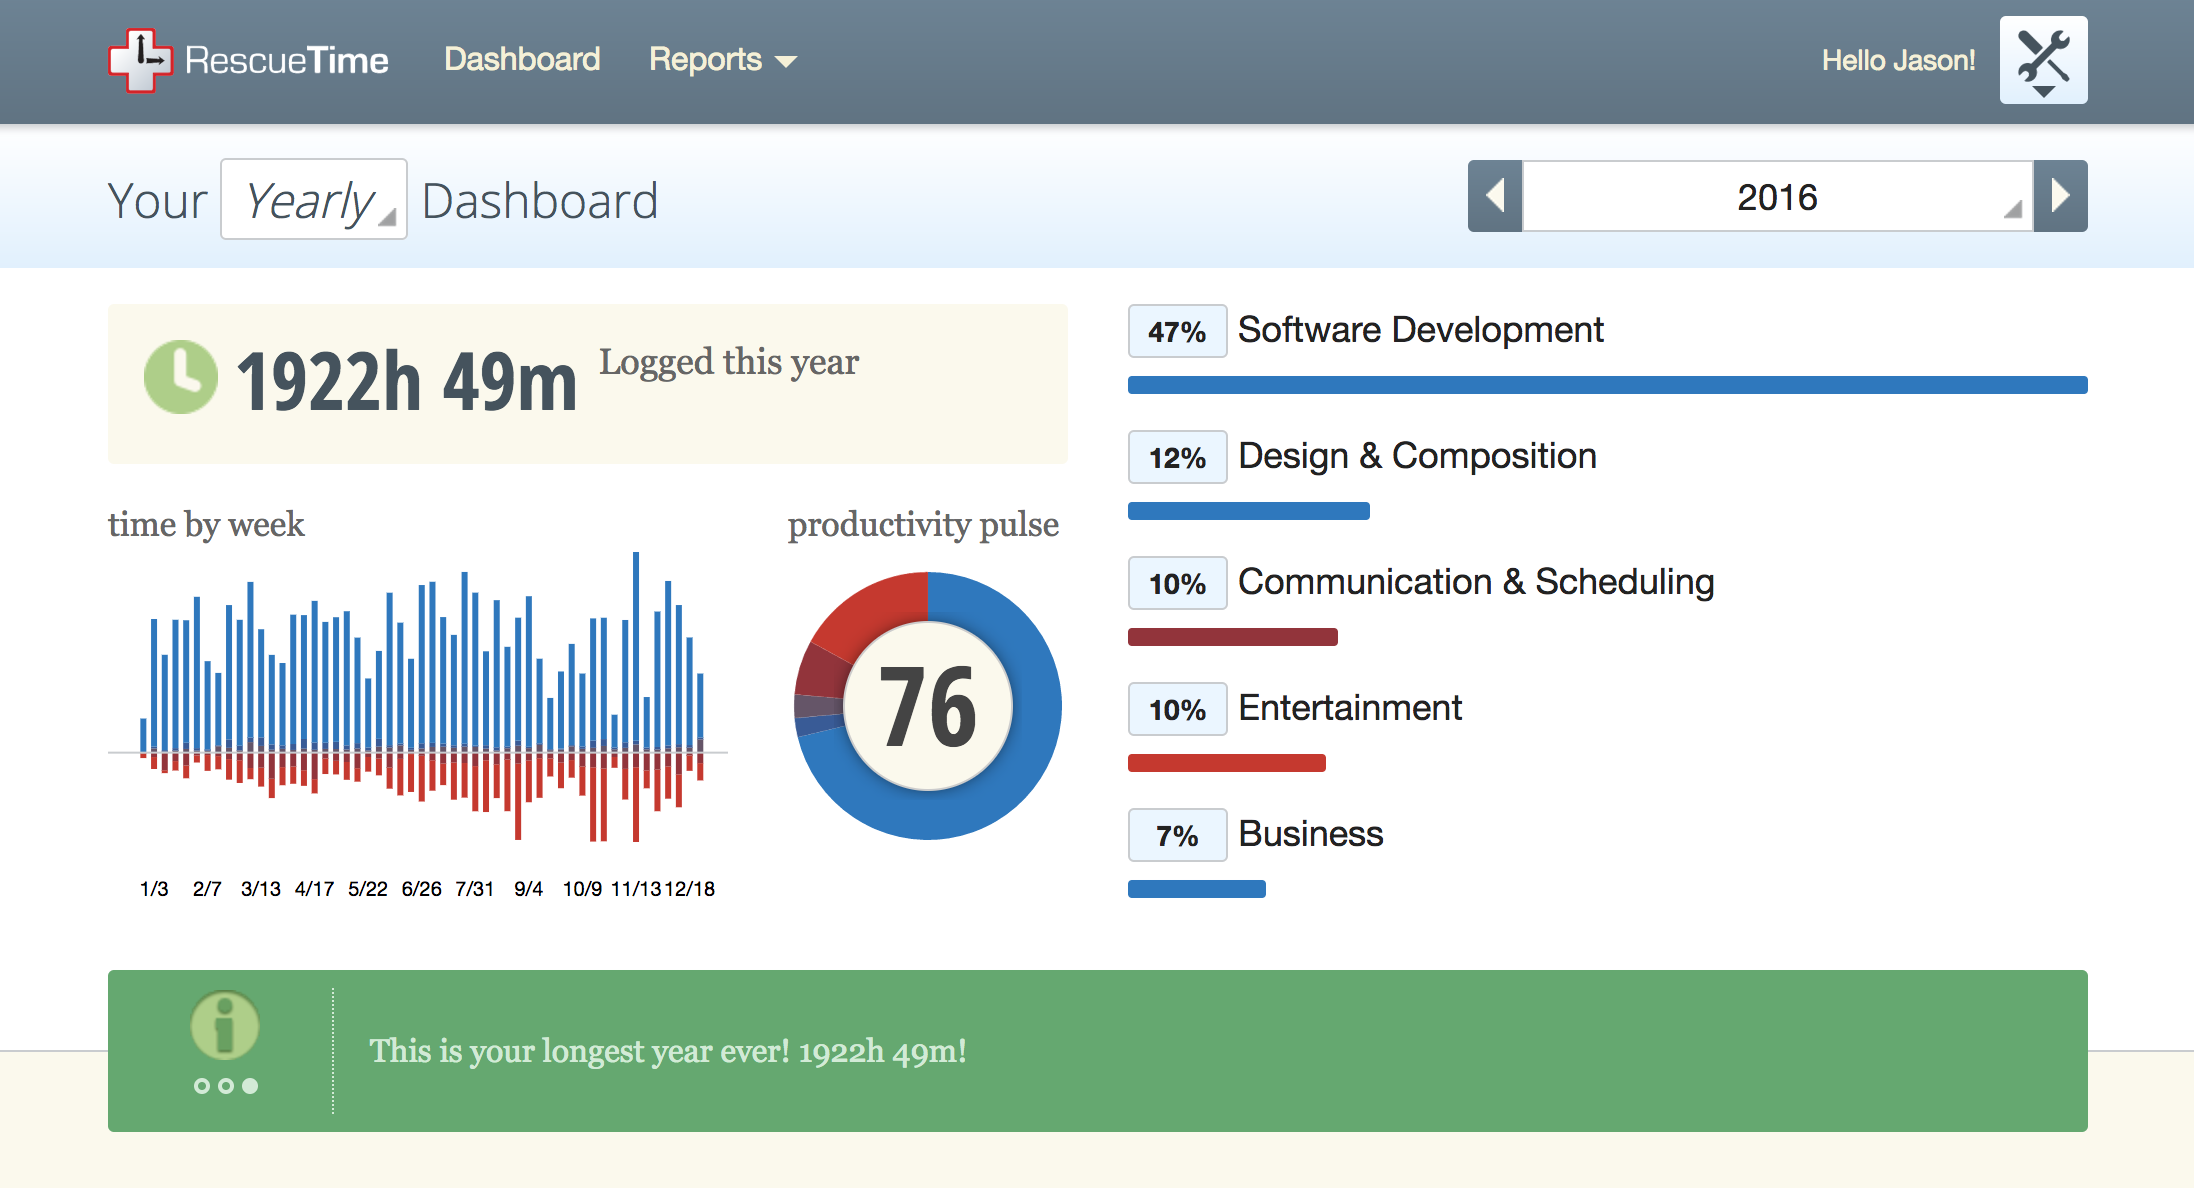 RescueTime Dashboard Reports Hello Jason!
Your Yearly Dashboard 2016
1922h 49m Logged this year
time by week
productivity pulse
76
1/3 2/7 3/13 4/17 5/22 6/26 7/31 9/4 10/9 11/13 12/18
47% Software Development
12% Design & Composition
10% Communication & Scheduling
10% Entertainment
7% Business
This is your longest year ever! 1922h 49m!